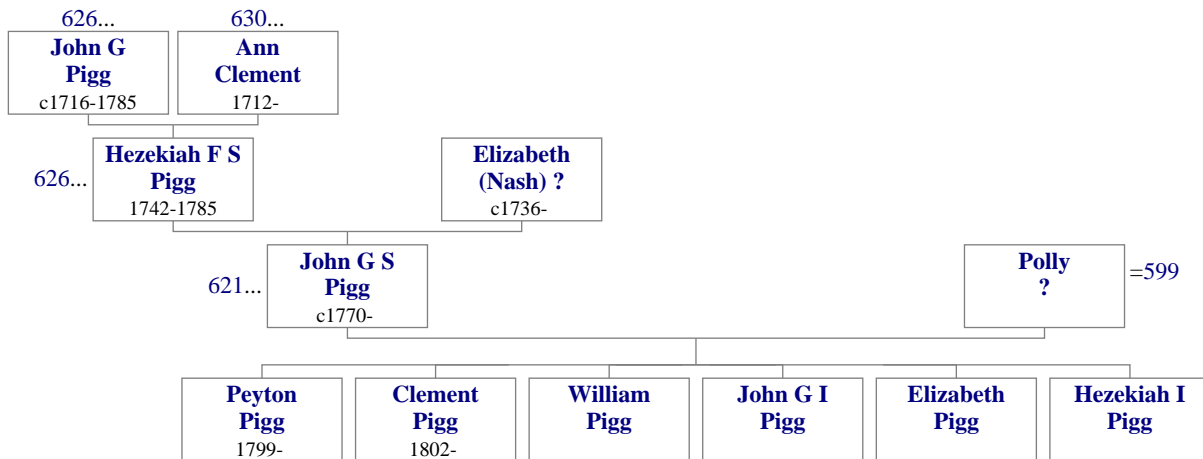 626... 630...
John G Ann
Pigg Clement
c1716-1785 1712-
Hezekiah F S Elizabeth
626... Pigg (Nash) ?
1742-1785 c1736-
John G S Polly =599
621... Pigg ?
c1770-
Peyton Clement William John G I Elizabeth Hezekiah I
Pigg Pigg Pigg Pigg Pigg Pigg
1799- 1802-